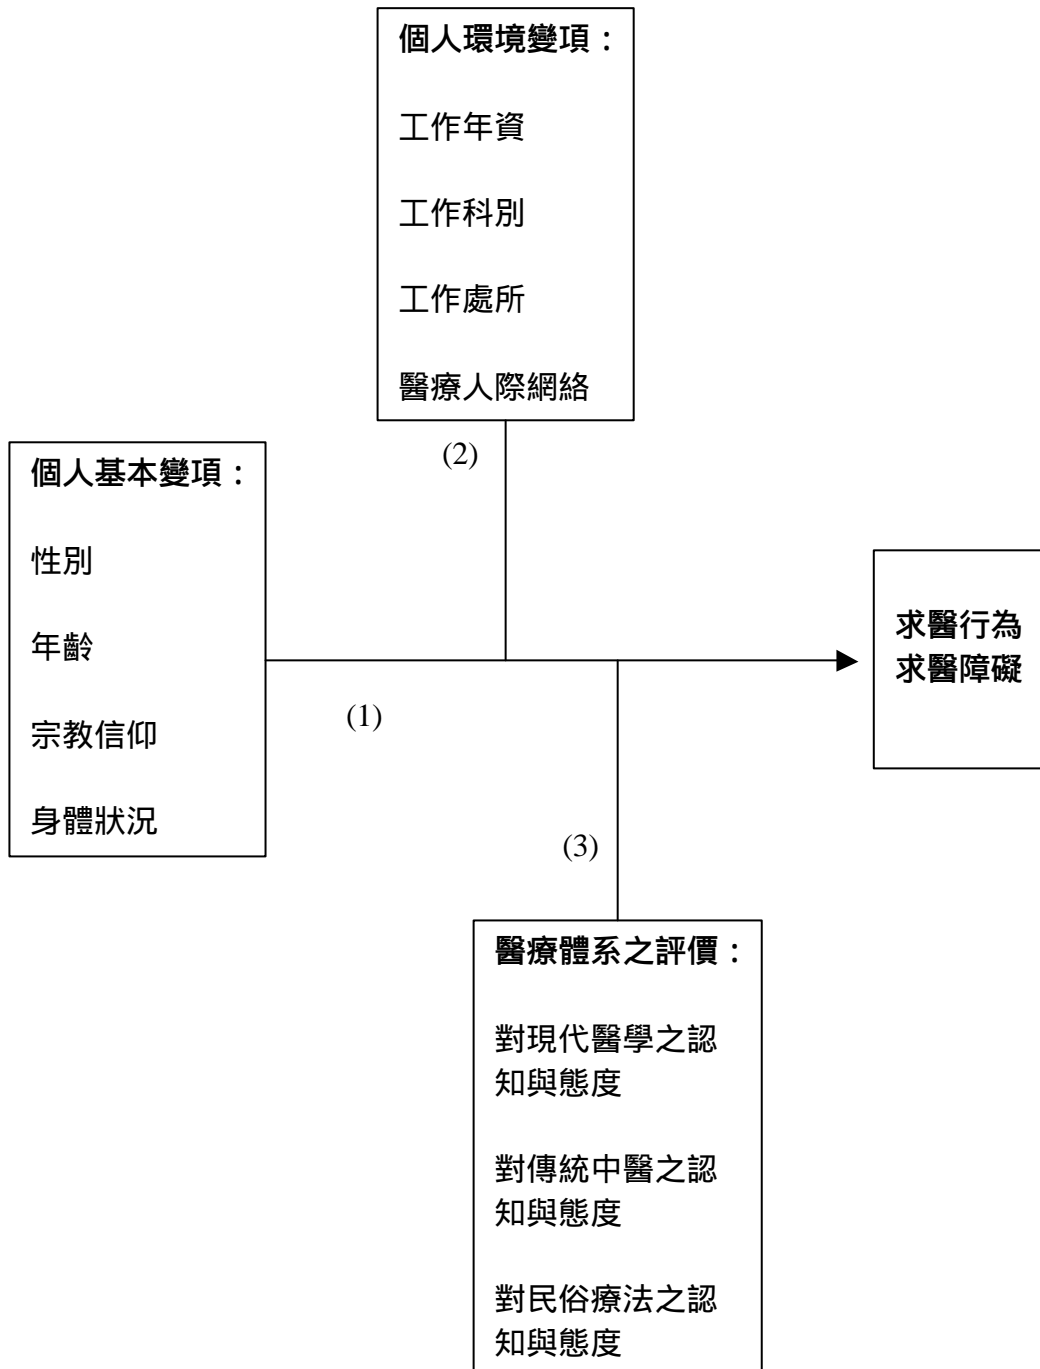 個人環境變項：
工作年資
工作科別
工作處所
醫療人際網絡
(2)
個人基本變項：
性別
年齡
宗教信仰
身體狀況
(1)
求醫行為
求醫障礙
(3)
醫療體系之評價：
對現代醫學之認
知與態度
對傳統中醫之認
知與態度
對民俗療法之認
知與態度